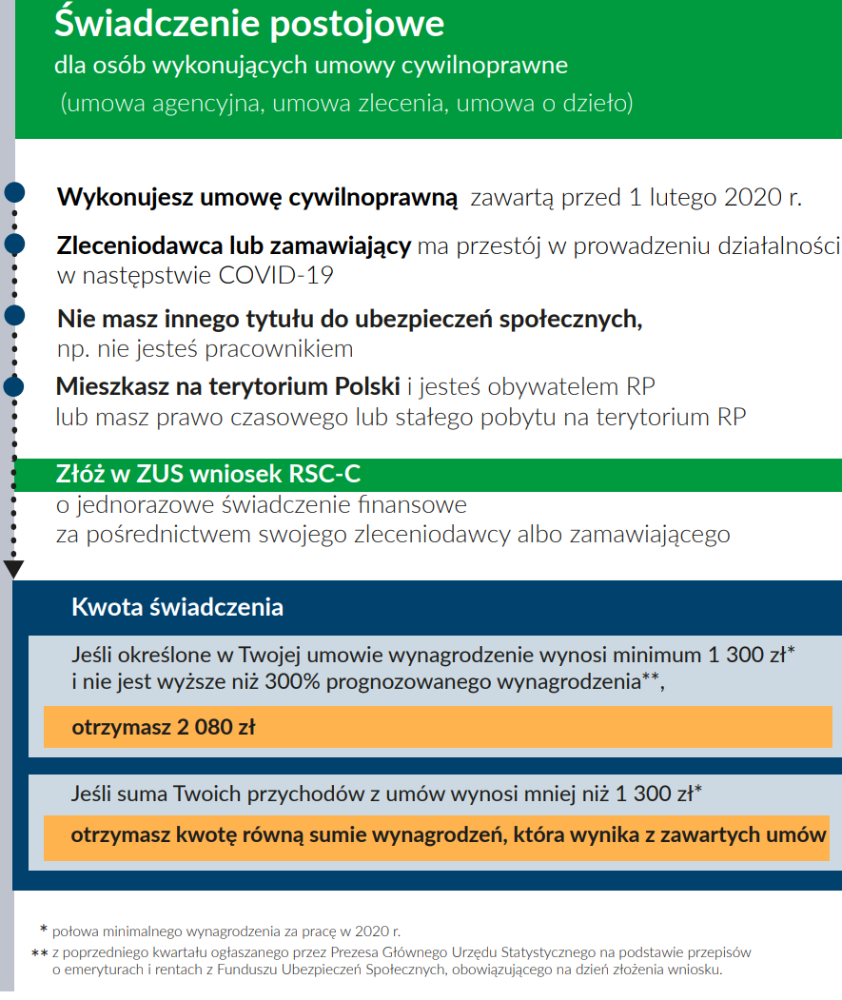 Świadczenie postojowe
dla osób wykonujących umowy cywilnoprawne
(umowa agencyjna, umowa zlecenia, umowa o dzieło)
Wykonujesz umowę cywilnoprawną zawartą przed 1 lutego 2020 r.
Zleceniodawca lub zamawiający ma przestój w prowadzeniu działalności
w następstwie COVID-19
Nie masz innego tytułu do ubezpieczeń społecznych,
np. nie jesteś pracownikiem
Mieszkasz na terytorium Polski i jesteś obywatelem RP
lub masz prawo czasowego lub stałego pobytu na terytorium RP
Złóż w ZUS wniosek RSC-C
o jednorazowe świadczenie finansowe
za pośrednictwem swojego zleceniodawcy albo zamawiającego
Kwota świadczenia
Jeśli określone w Twojej umowie wynagrodzenie wynosi minimum 1 300 zł*
i nie jest wyższe niż 300% prognozowanego wynagrodzenia**,
otrzymasz 2 080 zł
Jeśli suma Twoich przychodów z umów wynosi mniej niż 1 300 zł*
otrzymasz kwotę równą sumie wynagrodzeń, która wynika z zawartych umów
* połowa minimalnego wynagrodzenia za pracę w 2020 r.
** z poprzedniego kwartału ogłaszanego przez Prezesa Głównego Urzędu Statystycznego na podstawie przepisów
o emeryturach i rentach z Funduszu Ubezpieczeń Społecznych, obowiązującego na dzień złożenia wniosku.